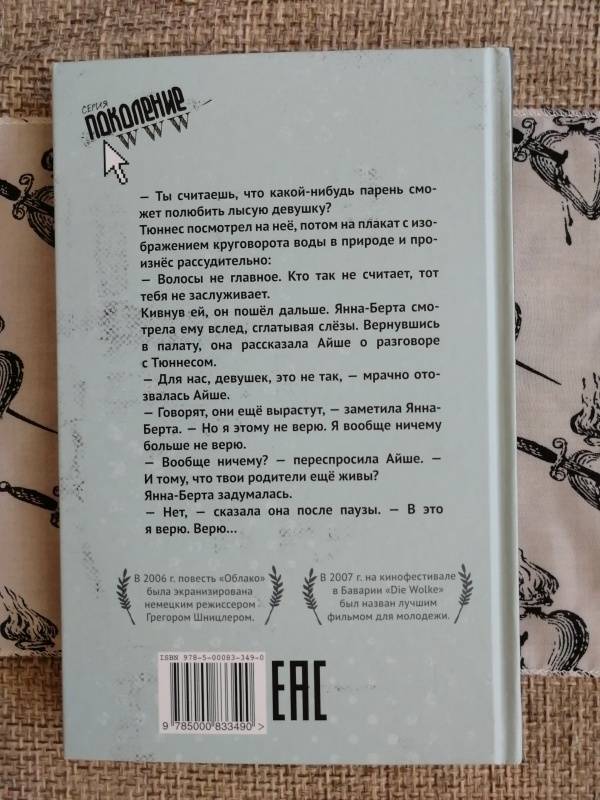 СЕРИЯ
ПОКОЛЕНИЕ
WWW
— Ты считаешь, что какой-нибудь парень смо-
жет полюбить лысую девушку?
Тюннес посмотрел на неё, потом на плакат с изо-
бражением круговорота воды в природе и про-
изнёс рассудительно:
— Волосы не главное. Кто так не считает, тот
тебя не заслуживает.
Кивнув ей, он пошёл дальше. Янна-Берта смо-
трела ему вслед, сглатывая слёзы. Вернувшись
в палату, она рассказала Айше о разговоре
с Тюннесом.
— Для нас, девушек, это не так, — мрачно ото-
звалась Айше.
— Говорят, они ещё вырастут, — заметила Янна-
Берта. — Но я этому не верю. Я вообще ничему
больше не верю.
— Вообще ничему? — переспросила Айше. —
И тому, что твои родители ещё живы?
Янна-Берта задумалась.
— Нет, — сказала она после паузы. — В это
я верю. Верю...
В 2006 г. повесть «Облако»
была экранизирована
немецким режиссером
Грегором Шницлером.
В 2007 г. на кинофестивале
в Баварии «Die Wolke»
был назван лучшим
фильмом для молодежи.
ISBN 978-5-00083-349-0
9 785000 833490 >
EAC